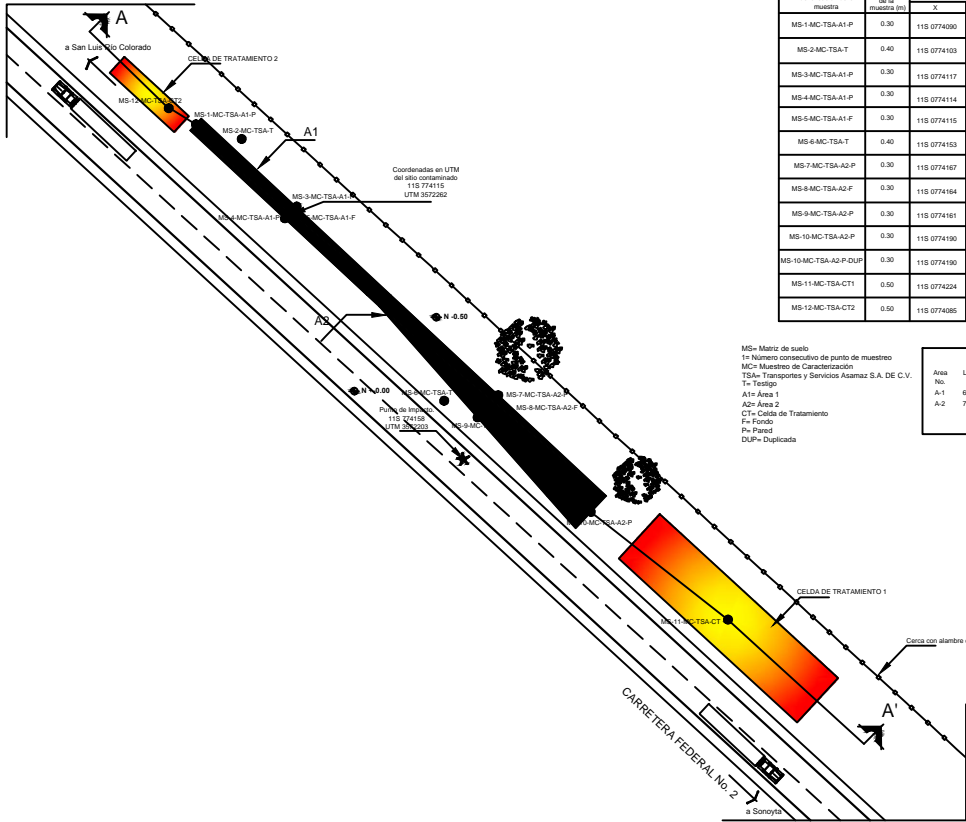 A
a San Luis Río Colorado
CELDA DE TRATAMIENTO 2
MS-12-MC-TSA-CT2
MS-1-MC-TSA-A1-P
MS-2-MC-TSA-T
A1
Coordenadas en UTM
del sitio contaminado
11S 774115
UTM 3572262
MS-3-MC-TSA-A1-P
MS-4-MC-TSA-A1-P
MS-5-MC-TSA-A1-F
A2
N -0.50
N +0.00
MS-6-MC-TSA-T
MS-7-MC-TSA-A2-P
MS-8-MC-TSA-A2-F
MS-9-MC-
Punto de Impacto.
11S 774158
UTM 3572203
MS-10-MC-TSA-A2-P
CELDA DE TRATAMIENTO 1
MS-11-MC-TSA-CT
Cerca con alambre
A'
CARRETERA FEDERAL No. 2
a Sonoyta
muestra
de la
muestra (m)
X
MS-1-MC-TSA-A1-P 0.30 11S 0774090
MS-2-MC-TSA-T 0.40 11S 0774103
MS-3-MC-TSA-A1-P 0.30 11S 0774117
MS-4-MC-TSA-A1-P 0.30 11S 0774114
MS-5-MC-TSA-A1-F 0.30 11S 0774115
MS-6-MC-TSA-T 0.40 11S 0774153
MS-7-MC-TSA-A2-P 0.30 11S 0774167
MS-8-MC-TSA-A2-F 0.30 11S 0774164
MS-9-MC-TSA-A2-P 0.30 11S 0774161
MS-10-MC-TSA-A2-P 0.30 11S 0774190
MS-10-MC-TSA-A2-P-DUP 0.30 11S 0774190
MS-11-MC-TSA-CT1 0.50 11S 0774224
MS-12-MC-TSA-CT2 0.50 11S 0774085
MS= Matriz de suelo
1= Número consecutivo de punto de muestreo
MC= Muestreo de Caracterización
TSA= Transportes y Servicios Asamaz S.A. DE C.V.
T= Testigo
A1= Área 1
A2= Área 2
CT= Celda de Tratamiento
F= Fondo
P= Pared
DUP= Duplicada
Area L
No.
A-1 6
A-2 7